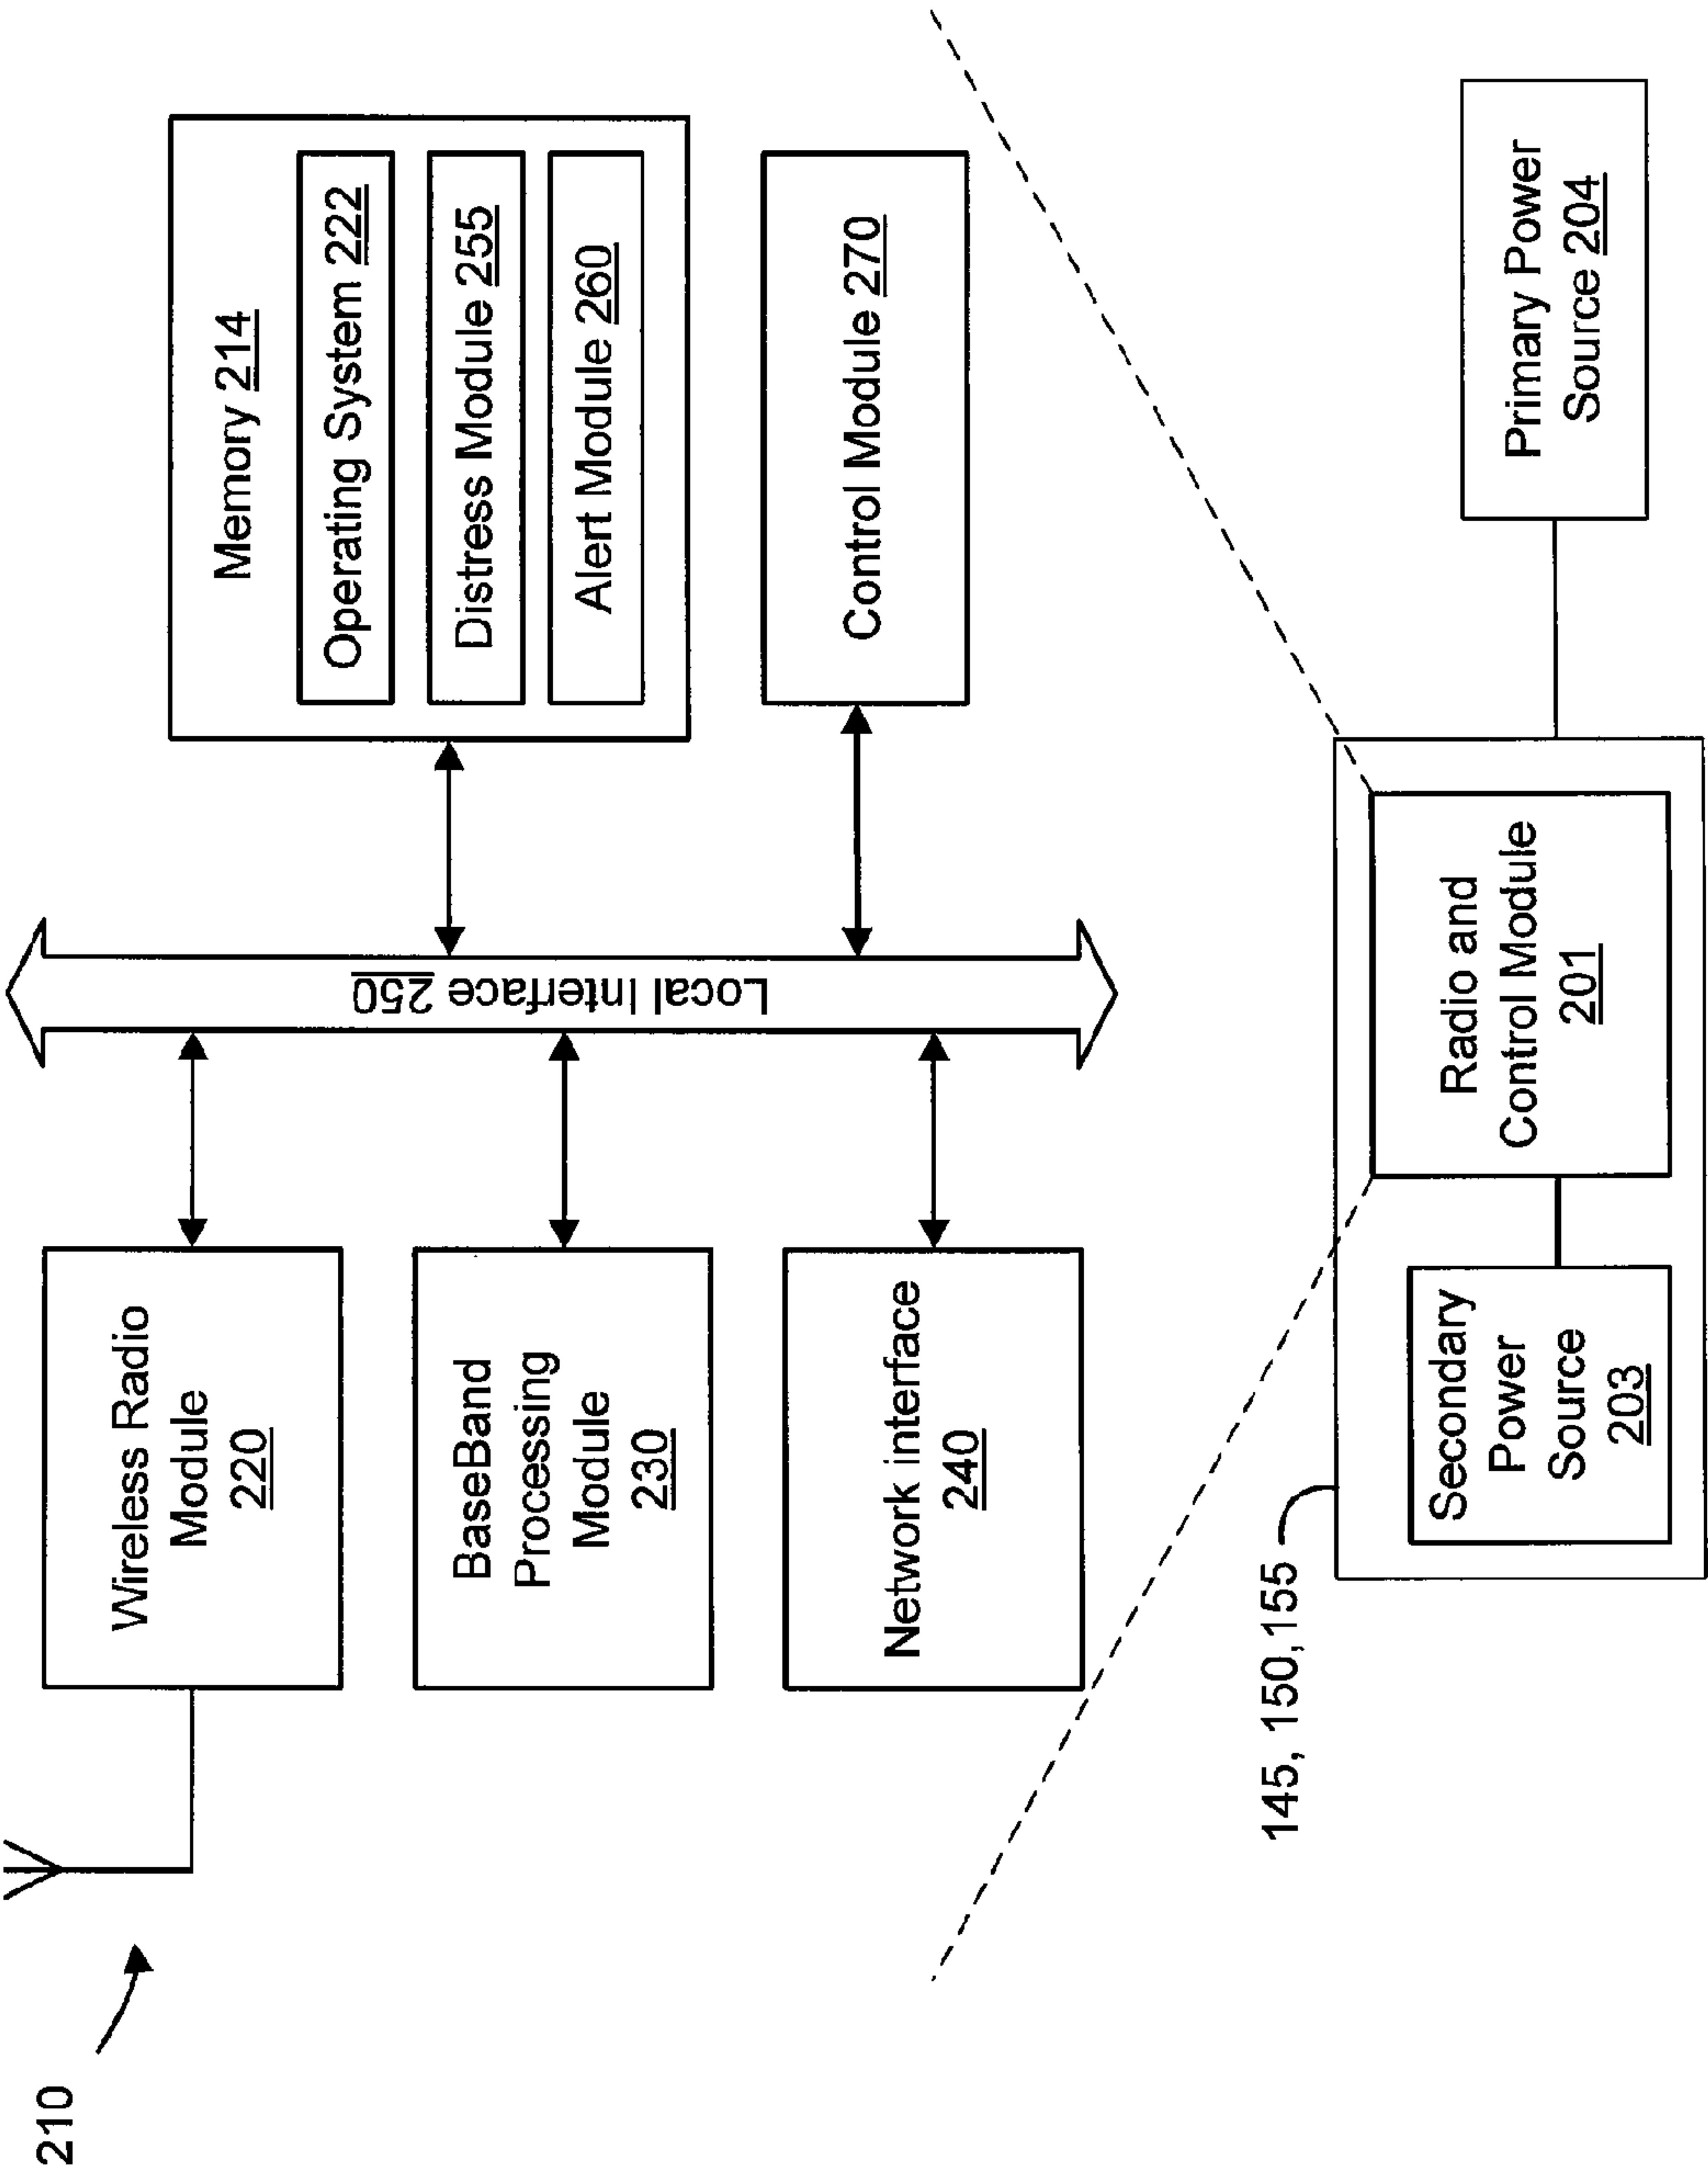 210
Wireless Radio
Module
220
BaseBand
Processing
Module
230
Network interface
240
Local Interface 250
Memory 214
Operating System 222
Distress Module 255
Alert Module 260
Control Module 270
145, 150,155
Secondary
Power
Source
203
Radio and
Control Module
201
Primary Power
Source 204